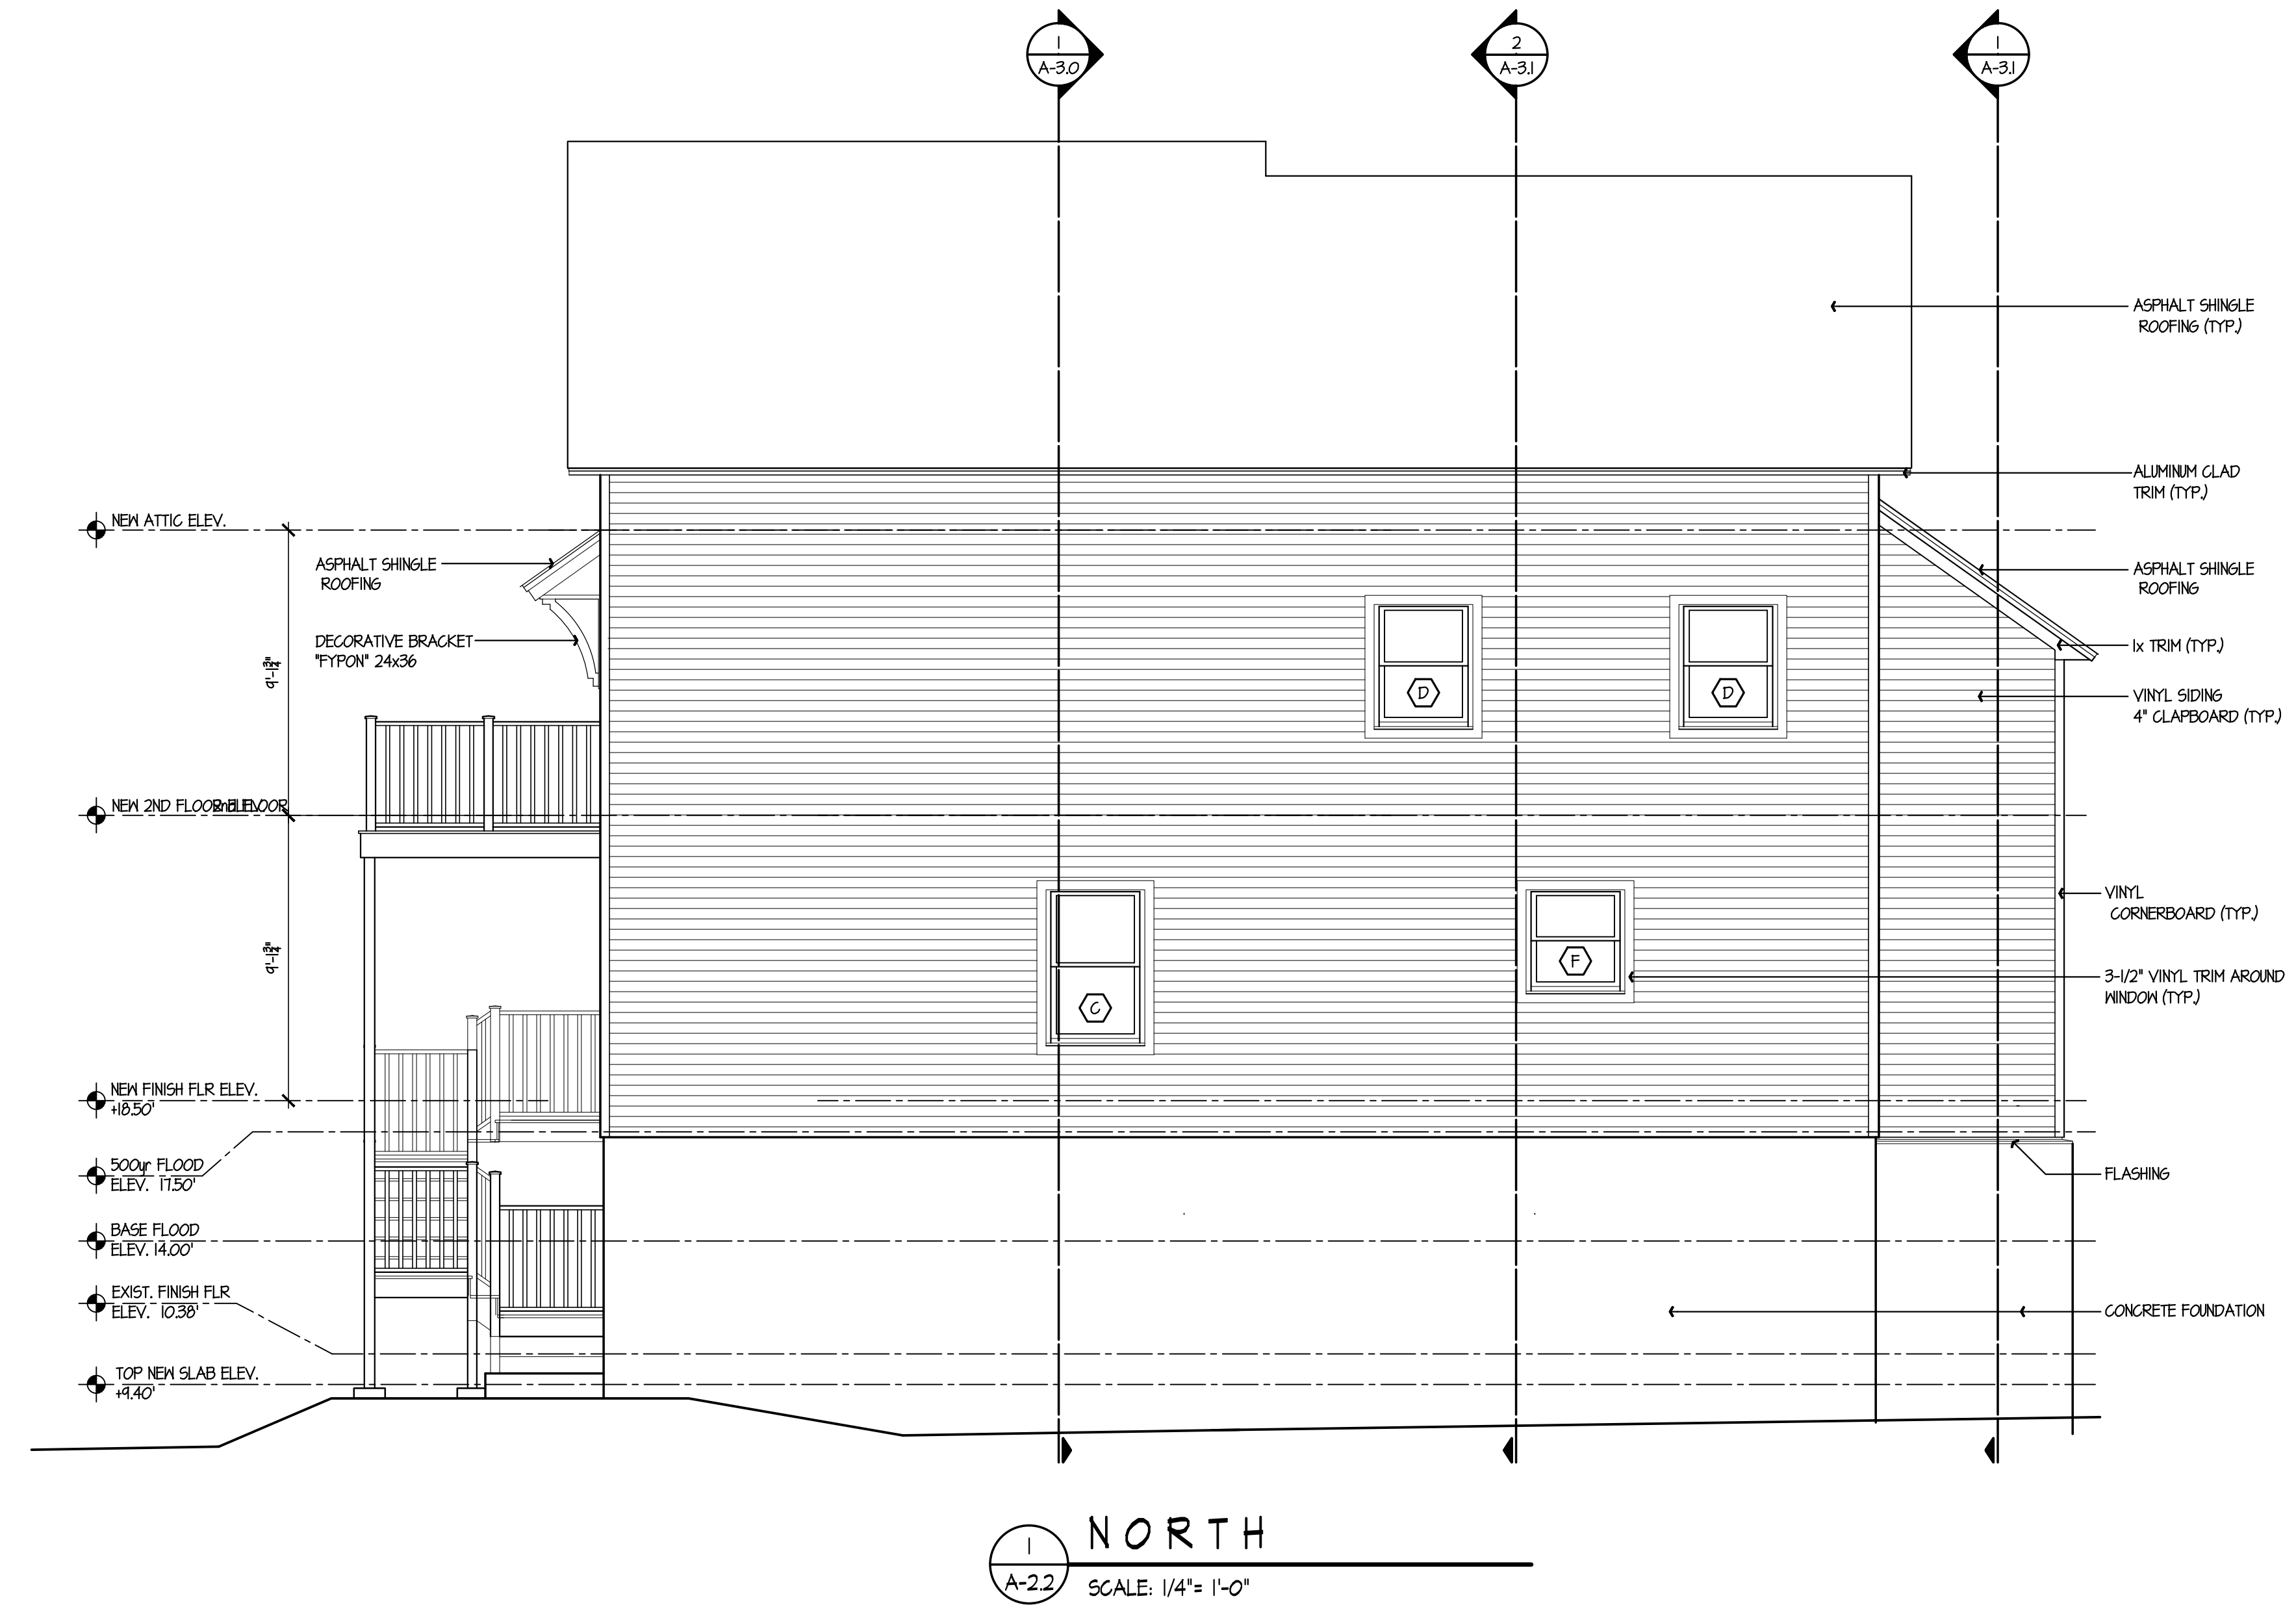 1
A-3.0
2
A-3.1
1
A-3.1
ASPHALT SHINGLE
ROOFING (TYP.)
ALUMINUM CLAD
TRIM (TYP.)
NEW ATTIC ELEV.
ASPHALT SHINGLE
ROOFING
ASPHALT SHINGLE
ROOFING
DECORATIVE BRACKET
"FYPON" 24x36
1x TRIM (TYP.)
9'-1 3/4"
VINYL SIDING
4" CLAPBOARD (TYP.)
D
D
NEW 2ND FLOOR ELEV.
2nd FLOOR
VINYL
CORNERBOARD (TYP.)
9'-1 3/4"
F
3-1/2" VINYL TRIM AROUND
WINDOW (TYP.)
C
NEW FINISH FLR ELEV.
+18.50'
500yr FLOOD
ELEV. 17.50'
FLASHING
BASE FLOOD
ELEV. 14.00'
EXIST. FINISH FLR
ELEV. 10.38'
CONCRETE FOUNDATION
TOP NEW SLAB ELEV.
+9.40'
1
A-2.2
NORTH
SCALE: 1/4"= 1'-0"